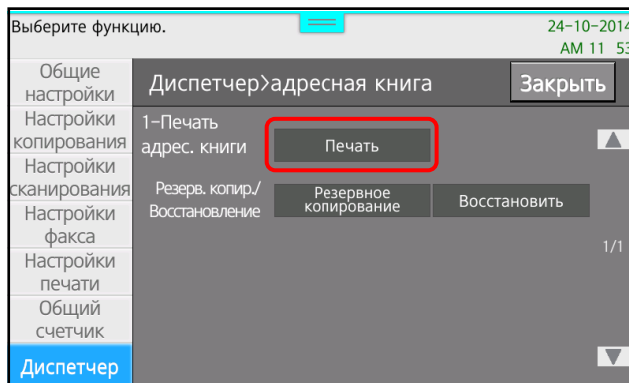 Выберите функцию.
24-10-2014
AM 11 53
Общие
настройки
Настройки
копирования
Настройки
сканирования
Настройки
факса
Настройки
печати
Общий
счетчик
Диспетчер
Диспетчер>адресная книга
Закрыть
1-Печать
адрес. книги
Печать
Резерв. копир./
Восстановление
Резервное
копирование
Восстановить
1/1